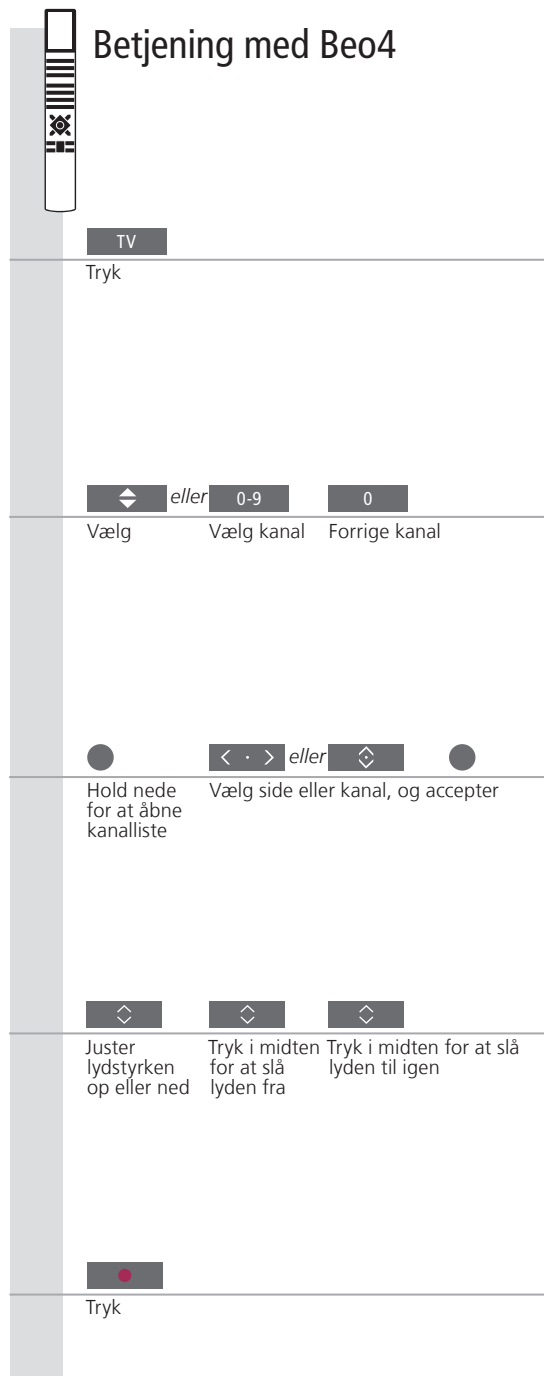 Betjening med Beo4
TV
Tryk
eller 0-9 0
Vælg Vælg kanal Forrige kanal
eller
Hold nede
for at åbne
kanalliste
Vælg side eller kanal, og accepter
Juster
lydstyrken
op eller ned
Tryk i midten
for at slå
lyden fra
Tryk i midten for at slå
lyden til igen
Tryk